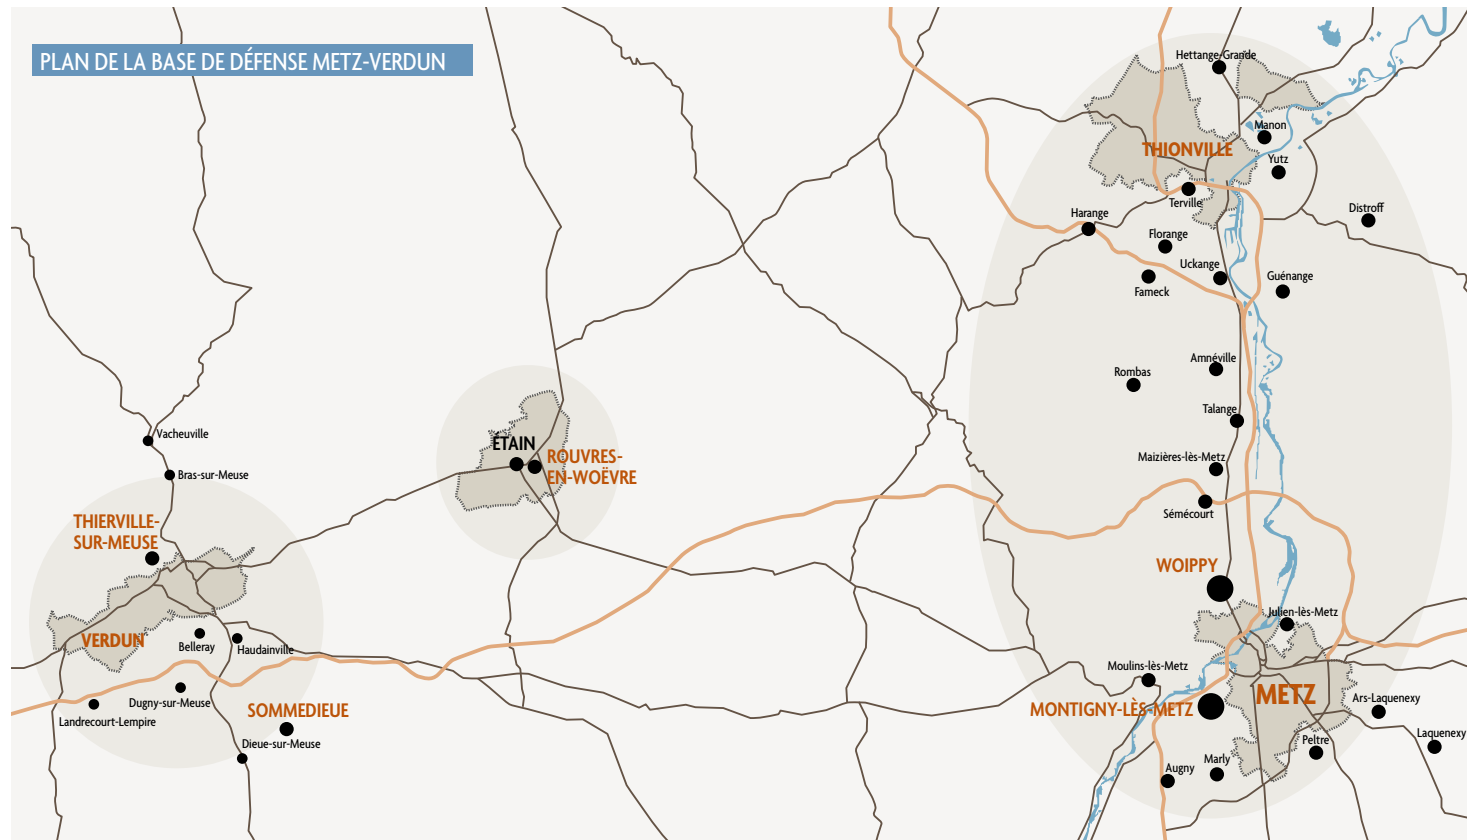 PLAN DE LA BASE DE DÉFENSE METZ-VERDUN
Hettange-Grande
Manon
THIONVILLE
Yutz
Terville
Distroff
Harange
Florange
Uckange
Guénange
Fameck
Amnéville
Rombas
Talange
Vacheuville
ÉTAIN
ROUVRES-
EN-WOËVRE
Maizières-lès-Metz
Bras-sur-Meuse
Sémécourt
THIERVILLE-
SUR-MEUSE
WOIPPY
Julien-lès-Metz
VERDUN
Belleray
Haudainville
Moulins-lès-Metz
METZ
Ars-Laquenexy
Dugny-sur-Meuse
SOMMEDIEUE
MONTIGNY-LÈS-METZ
Landrecourt-Lempire
Laquenexy
Dieue-sur-Meuse
Peltre
Marly
Augny